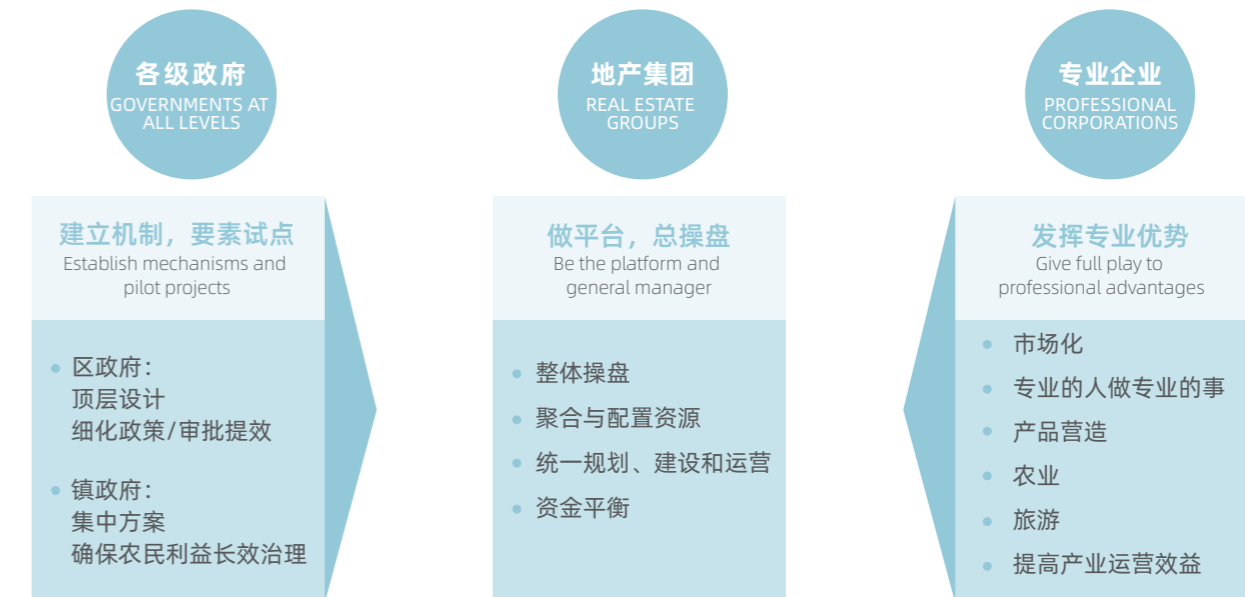 各级政府
GOVERNMENTS AT
ALL LEVELS
建立机制，要素试点
Establish mechanisms and
pilot projects
区政府：
顶层设计
细化政策/审批提效
镇政府：
集中方案
确保农民利益长效治理
地产集团
REAL ESTATE
GROUPS
做平台，总操盘
Be the platform and
general manager
整体操盘
聚合与配置资源
统一规划、建设和运营
资金平衡
专业企业
PROFESSIONAL
CORPORATIONS
发挥专业优势
Give full play to
professional advantages
市场化
专业的人做专业的事
产品营造
农业
旅游
提高产业运营效益